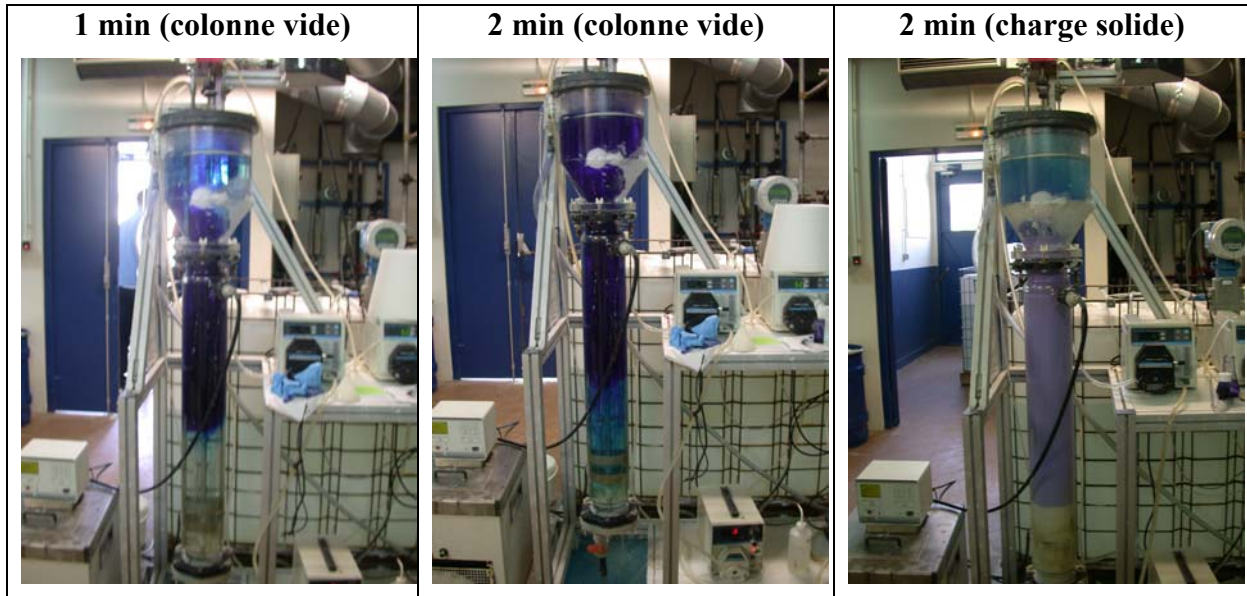 1 min (colonne vide)
2 min (colonne vide)
2 min (charge solide)